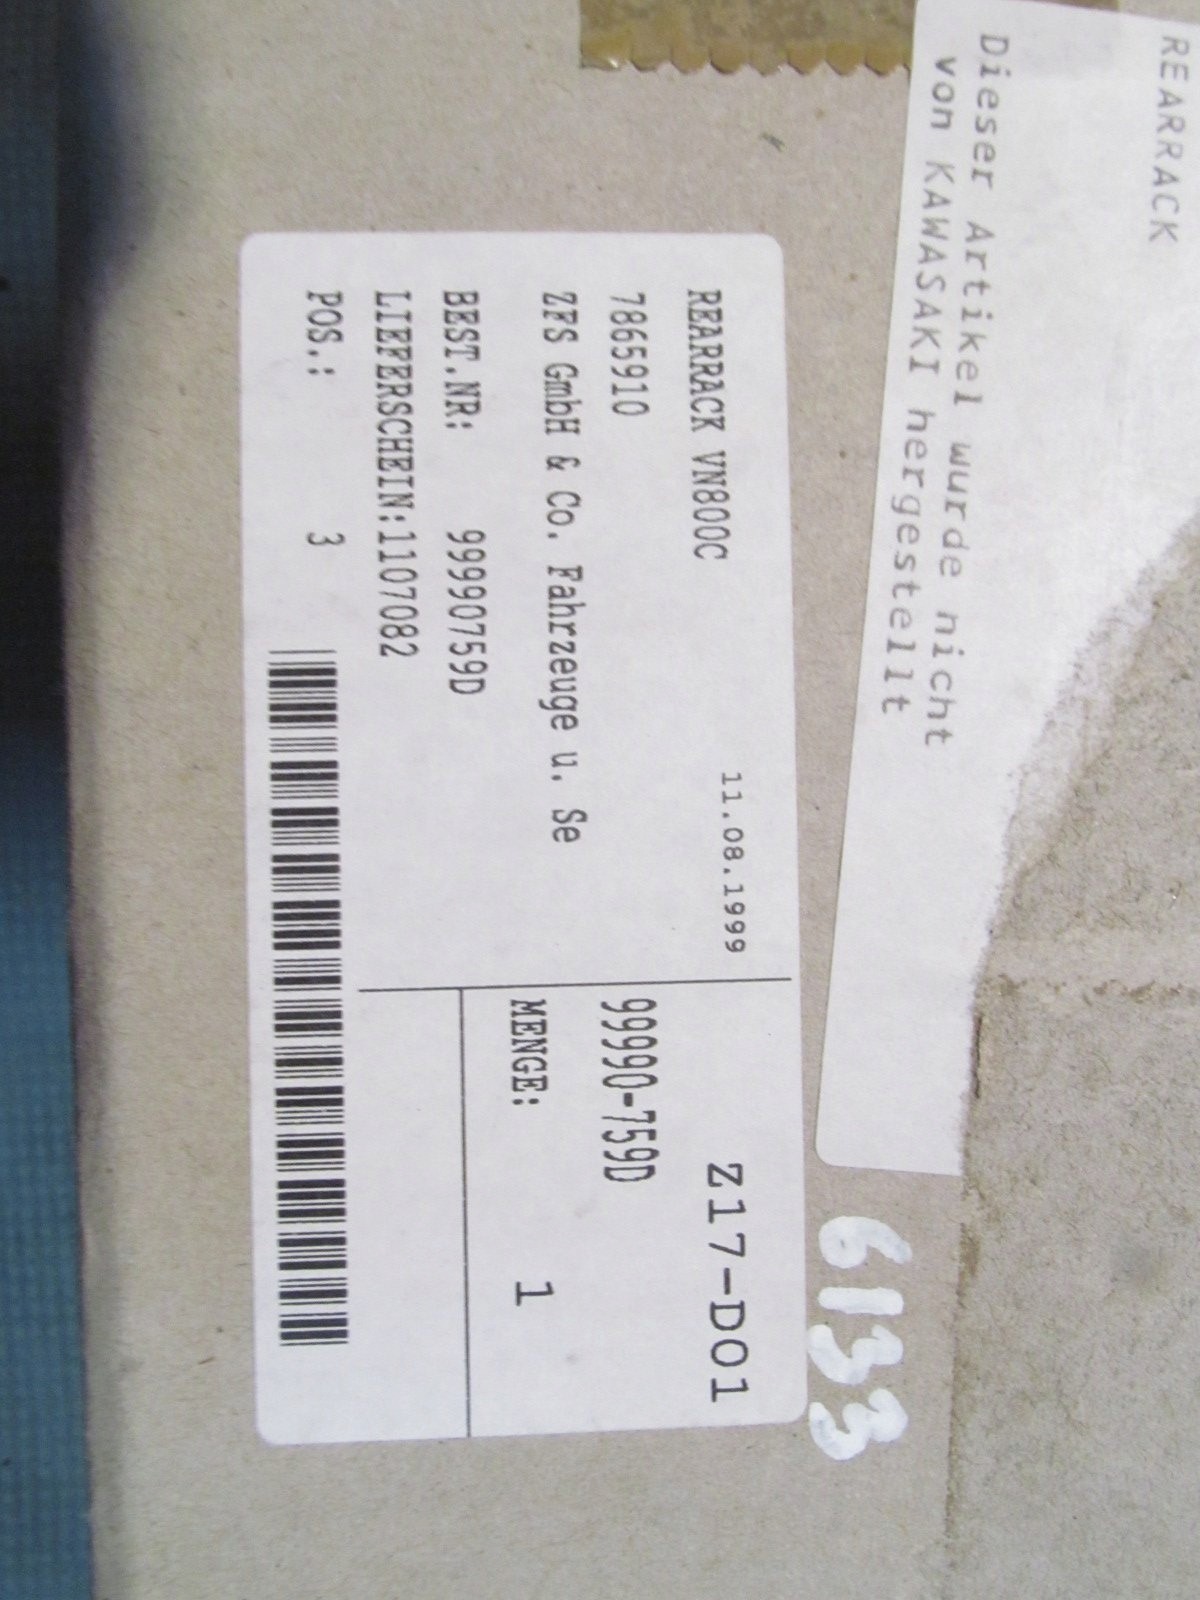 REARRACK
Dieser Artikel wurde nicht
von KAWASAKI hergestellt
11.08.1999
REARRACK VN800C
7865910
ZFS GmbH & Co. Fahrzeuge u. Se
BEST.NR: 99990759D
LIEFERSCHEIN:1107082
POS.: 3
Z17-D01
99990-759D
MENGE: 1
6133